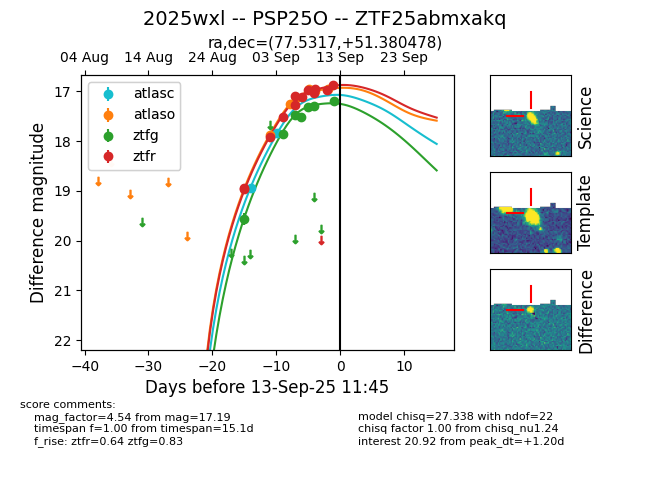 2025wxl -- PSP25O -- ZTF25abmxakq
ra,dec=(77.5317,+51.380478)
04 Aug 14 Aug 24 Aug 03 Sep 13 Sep 23 Sep
atlasc
atlaso
ztfg
ztfr
17
18
19
20
21
22
Difference magnitude
−40 −30 −20 −10 0 10
Days before 13-Sep-25 11:45
Science
Template
Difference
score comments:
mag_factor=4.54 from mag=17.19
timespan f=1.00 from timespan=15.1d
f_rise: ztfr=0.64 ztfg=0.83
model chisq=27.338 with ndof=22
chisq factor 1.00 from chisq_nu1.24
interest 20.92 from peak_dt=+1.20d